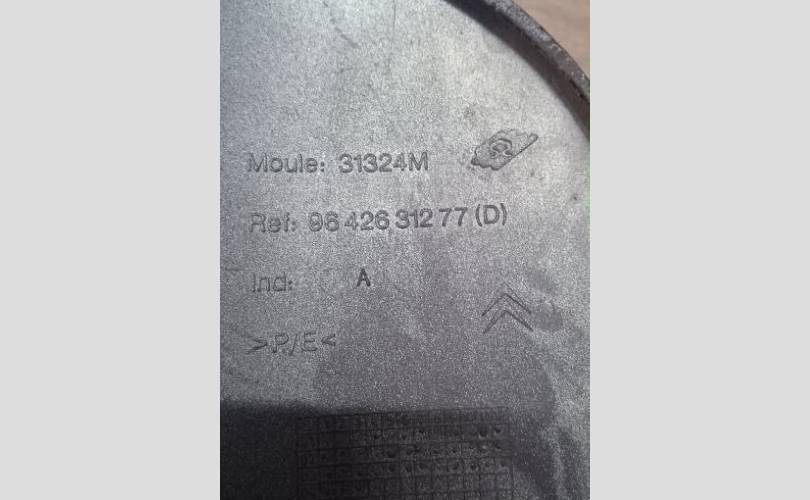 Moule: 31324M
Ref: 96 426 312 77 (D)
Ind: A
>P/E<